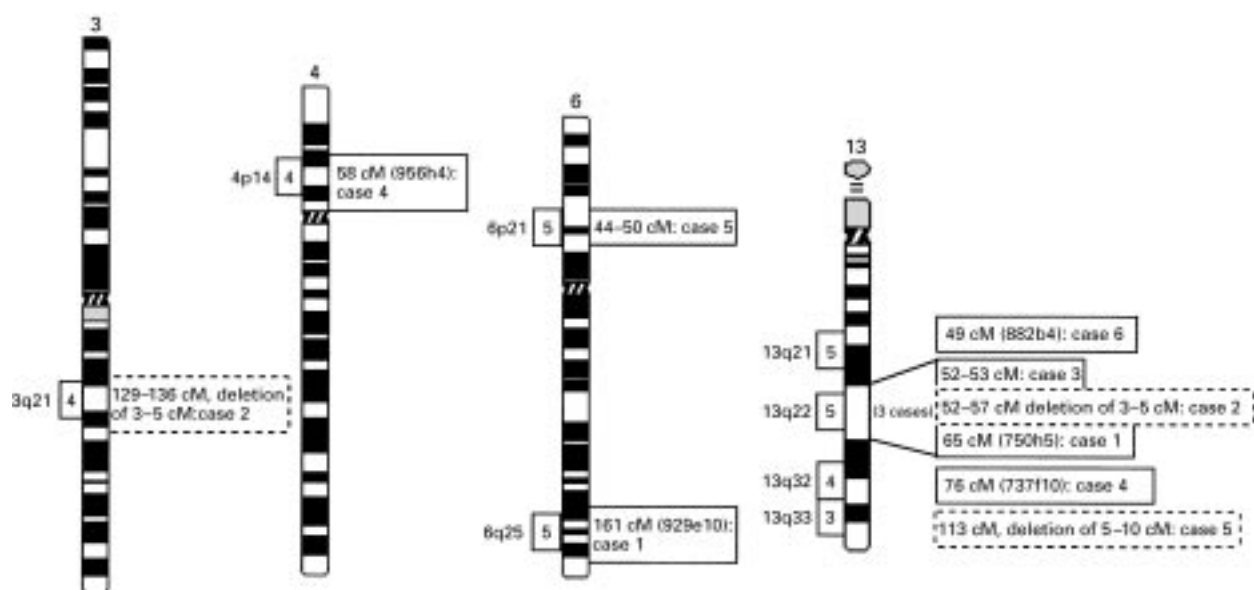 3
3q21
4
129–136 cM, deletion
of 3–5 cM:case 2
4
4p14
4
58 cM (956h4):
case 4
6
6p21
5
44–50 cM: case 5
6q25
5
161 cM (929e10):
case 1
13
13q21
5
49 cM (882b4): case 6
52–53 cM: case 3
13q22
5
(3 cases)
52–57 cM deletion of 3–5 cM: case 2
65 cM (750h5): case 1
13q32
4
76 cM (737f10): case 4
13q33
3
113 cM, deletion of 5–10 cM: case 5